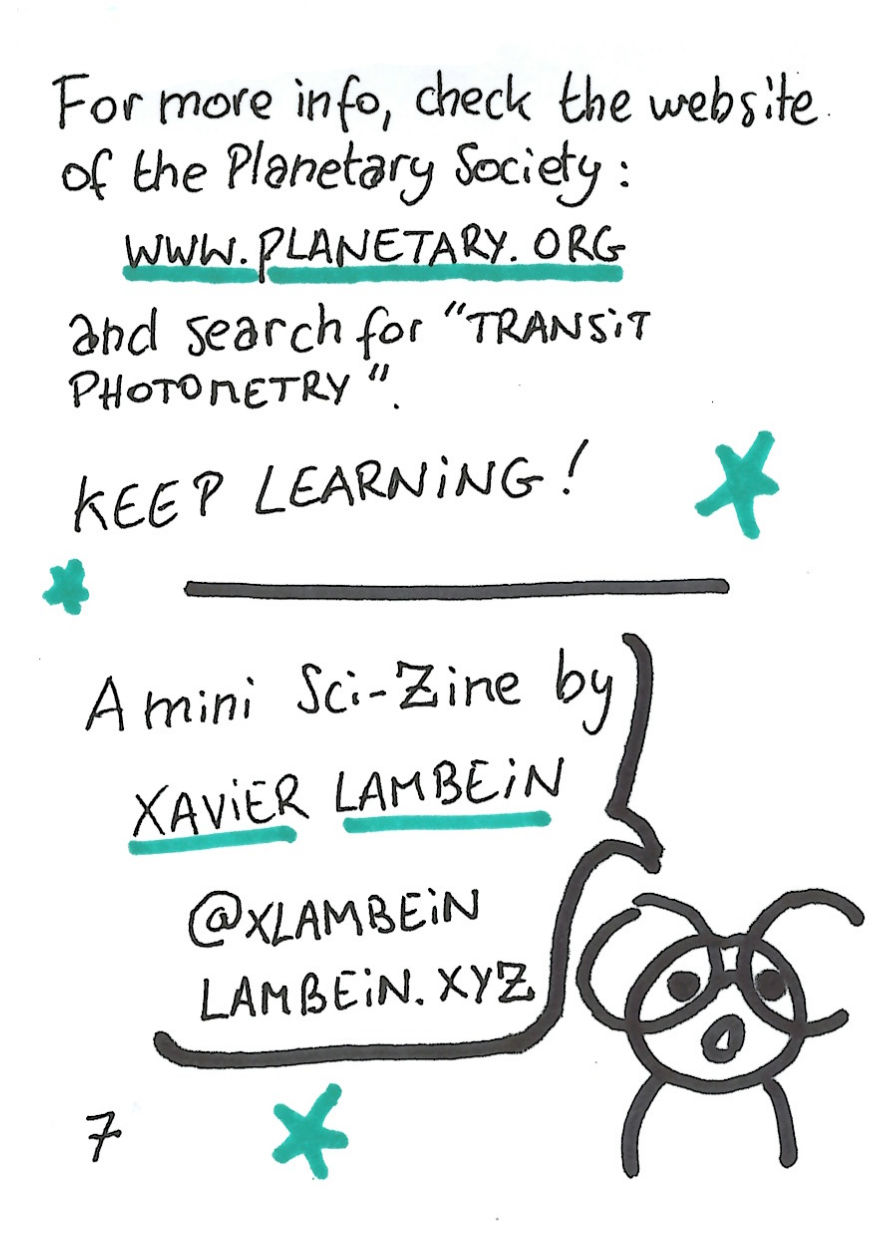 For more info, check the website
of the Planetary Society:
WWW.PLANETARY.ORG
and search for "TRANSiT
PHOTOMETRY".
KEEP LEARNiNG!
A mini Sci-Zine by
XAViER LAMBEiN
@XLAMBEiN
LAMBEiN.XYZ
7